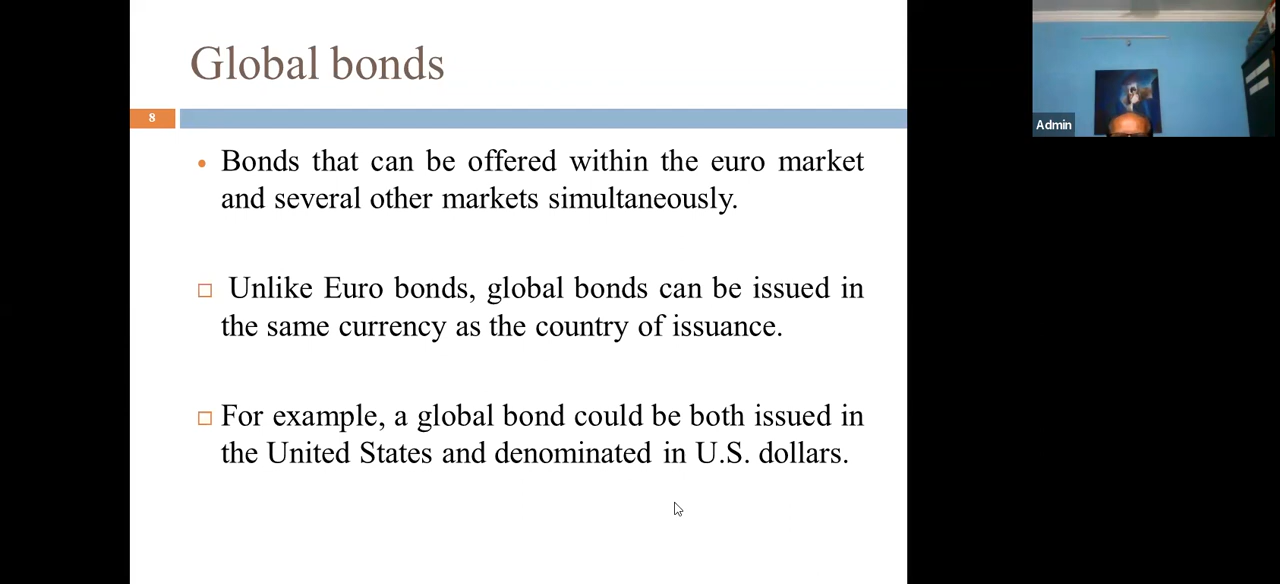 Global bonds
8
• Bonds that can be offered within the euro market
and several other markets simultaneously.
□ Unlike Euro bonds, global bonds can be issued in
the same currency as the country of issuance.
□ For example, a global bond could be both issued in
the United States and denominated in U.S. dollars.
Admin